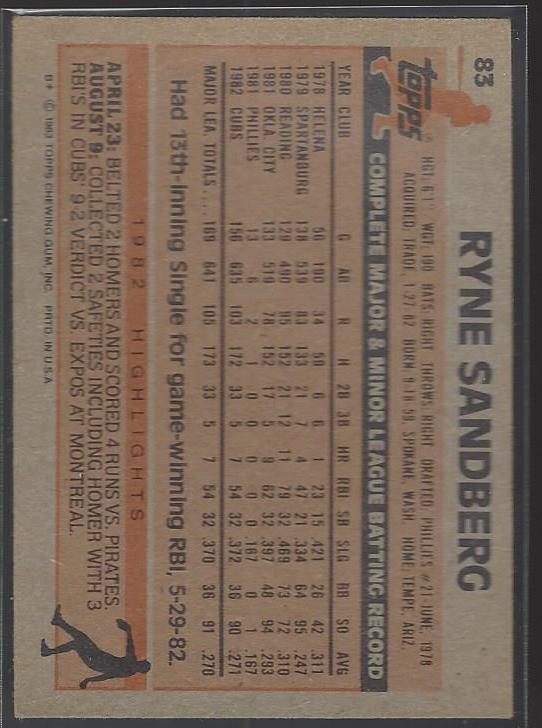 83
RYNE SANDBERG
topps
HGT: 6'1" WGT: 180 BATS: RIGHT THROWS: RIGHT DRAFTED: PHILLIES #21-JUNE, 1978
ACQUIRED: TRADE, 1-27-82 BORN: 9-18-59, SPOKANE, WASH. HOME: TEMPE, ARIZ.
COMPLETE MAJOR & MINOR LEAGUE BATTING RECORD
YEAR CLUB G AB R H 2B 3B HR RBI SB SLG BB SO AVG
1978 HELENA 56 190 34 59 6 6 1 23 15 .421 26 42 .311
1979 SPARTANBURG 138 539 83 133 21 7 4 47 21 .334 64 95 .247
1980 READING 129 490 95 152 21 12 11 79 32 .469 73 72 .310
1981 OKLA. CITY 133 519 78 152 17 5 9 62 32 .397 48 94 .293
1981 PHILLIES 13 6 2 1 0 0 0 0 0 .167 0 1 .167
1982 CUBS 156 635 103 172 33 5 7 54 32 .372 36 90 .271
MAJOR LEA. TOTALS .... 169 641 105 173 33 5 7 54 32 .370 36 91 .270
Had 13th-Inning Single for game-winning RBI, 5-29-82.
1982 HIGHLIGHTS
APRIL 23: BELTED 2 HOMERS AND SCORED 4 RUNS VS. PIRATES.
AUGUST 9: COLLECTED 2 SAFETIES INCLUDING HOMER WITH 3
RBI'S IN CUBS' 9-2 VERDICT VS. EXPOS AT MONTREAL.
B* © 1983 TOPPS CHEWING GUM, INC. PRTD IN U.S.A.